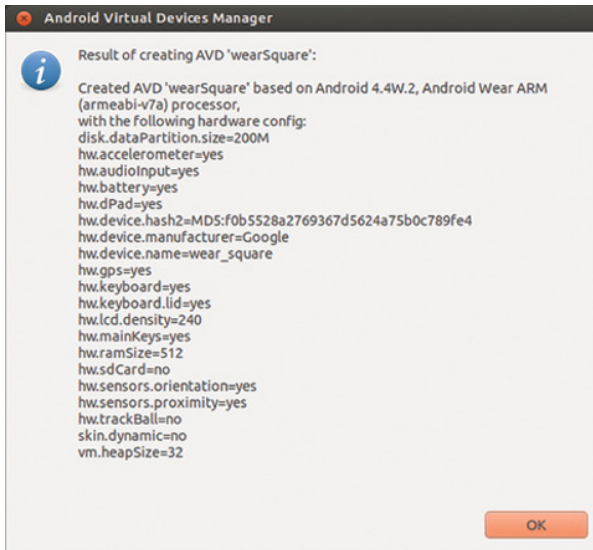 Android Virtual Devices Manager
Result of creating AVD 'wearSquare':
Created AVD 'wearSquare' based on Android 4.4W.2, Android Wear ARM
(armeabi-v7a) processor,
with the following hardware config:
disk.dataPartition.size=200M
hw.accelerometer=yes
hw.audioInput=yes
hw.battery=yes
hw.dPad=yes
hw.device.hash2=MD5:f0b5528a2769367d5624a75b0c789fe4
hw.device.manufacturer=Google
hw.device.name=wear_square
hw.gps=yes
hw.keyboard=yes
hw.keyboard.lid=yes
hw.lcd.density=240
hw.mainKeys=yes
hw.ramSize=512
hw.sdCard=no
hw.sensors.orientation=yes
hw.sensors.proximity=yes
hw.trackBall=no
skin.dynamic=no
vm.heapSize=32
OK